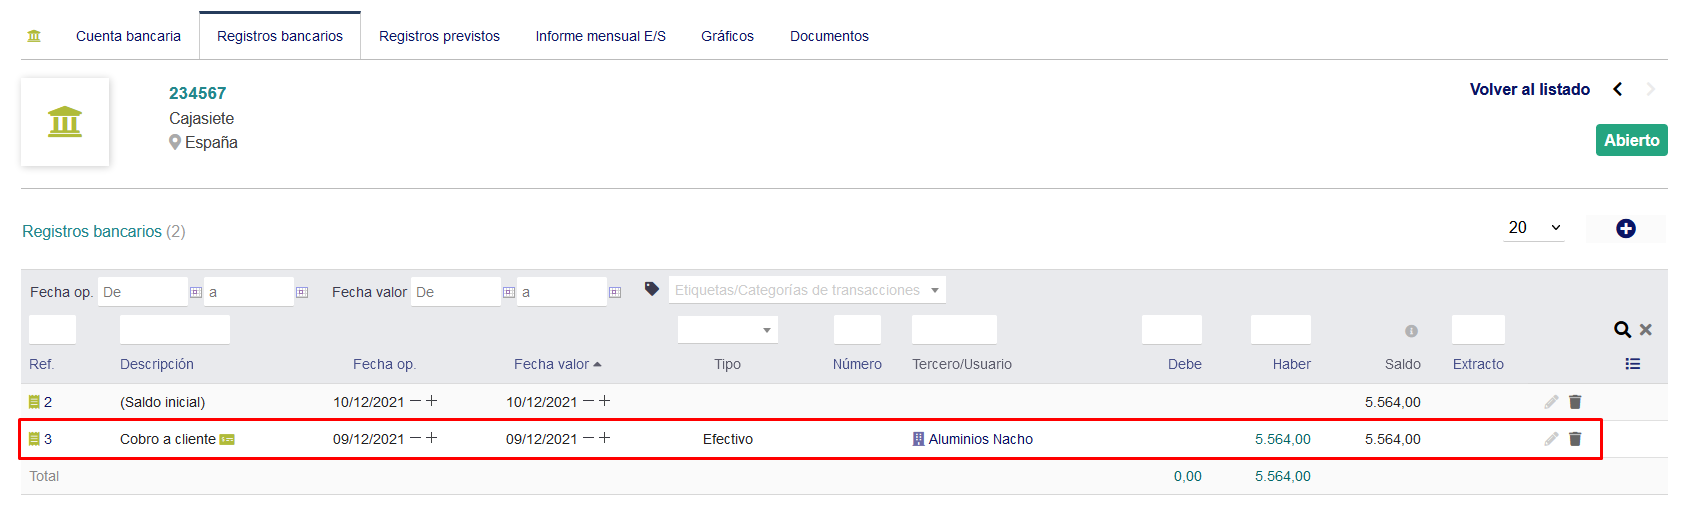 Cuenta bancaria Registros bancarios Registros previstos Informe mensual E/S Gráficos Documentos
234567
Volver al listado
Cajasiete
España
Abierto
Registros bancarios (2)
20
Fecha op. De a Fecha valor De a Etiquetas/Categorías de transacciones
Ref. Descripción Fecha op. Fecha valor Tipo Número Tercero/Usuario Debe Haber Saldo Extracto
2 (Saldo inicial) 10/12/2021 10/12/2021 5.564,00
3 Cobro a cliente 09/12/2021 09/12/2021 Efectivo Aluminios Nacho 5.564,00 5.564,00
Total 0,00 5.564,00